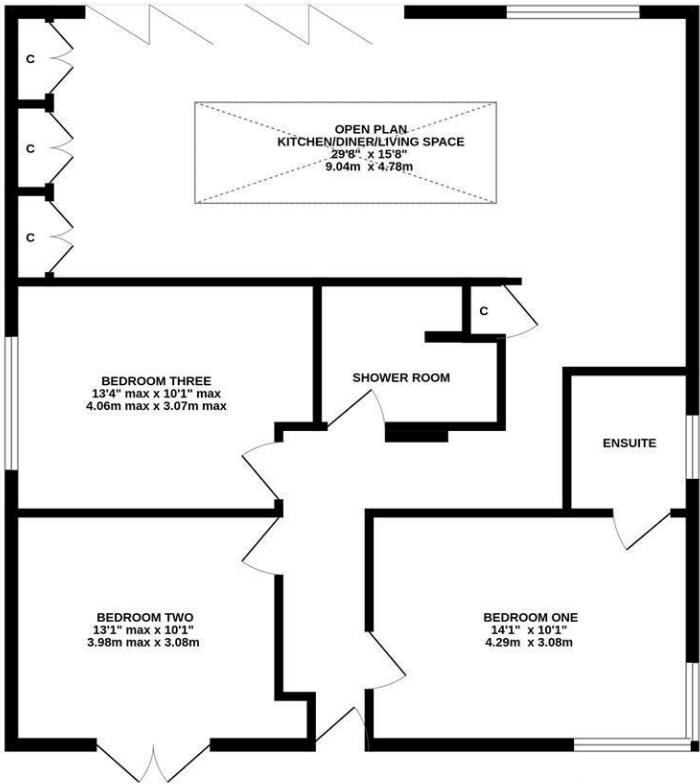 C
OPEN PLAN
KITCHEN/DINER/LIVING SPACE
29'8" x 15'8"
9.04m x 4.78m
C
C
C
BEDROOM THREE
13'4" max x 10'1" max
4.06m max x 3.07m max
SHOWER ROOM
ENSUITE
BEDROOM TWO
13'1" max x 10'1"
3.98m max x 3.08m
BEDROOM ONE
14'1" x 10'1"
4.29m x 3.08m